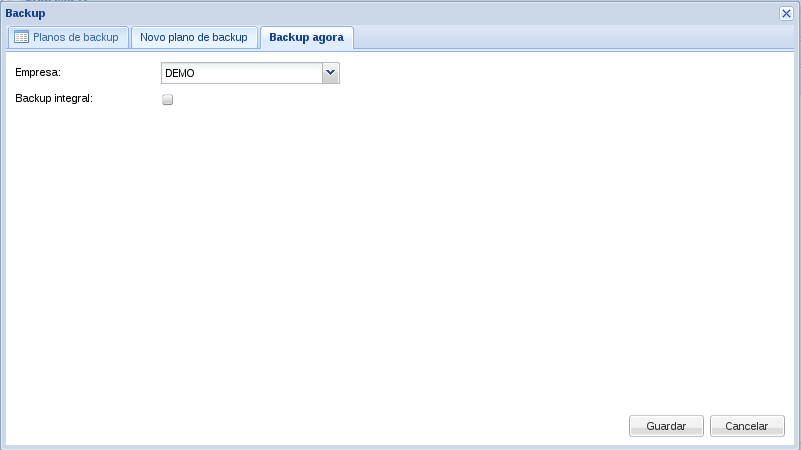 Backup
Planos de backup Novo plano de backup Backup agora
Empresa: DEMO
Backup integral:
Guardar Cancelar